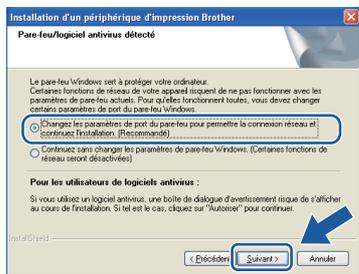 Installation d'un périphérique d'impression Brother
Pare-feu/logiciel antivirus détecté
Le pare-feu Windows sert à protéger votre ordinateur.
Certaines fonctions de réseau de votre appareil risquent de ne pas fonctionner avec les
paramètres de pare-feu actuels. Pour qu'elles fonctionnent toutes, vous devez changer
certains paramètres de port du pare-feu Windows.
Changez les paramètres de port du pare-feu pour permettre la connexion réseau et
continuez l'installation. (Recommandé)
Continuez sans changer les paramètres de pare-feu Windows. (Certaines fonctions de
réseau seront désactivées)
Pour les utilisateurs de logiciels antivirus :
Si vous utilisez un logiciel antivirus, une boîte de dialogue d'avertissement risque de s'afficher
au cours de l'installation. Si tel est le cas, cliquez sur "Autoriser" pour continuer.
InstallShield
< Précédent
Suivant >
Annuler